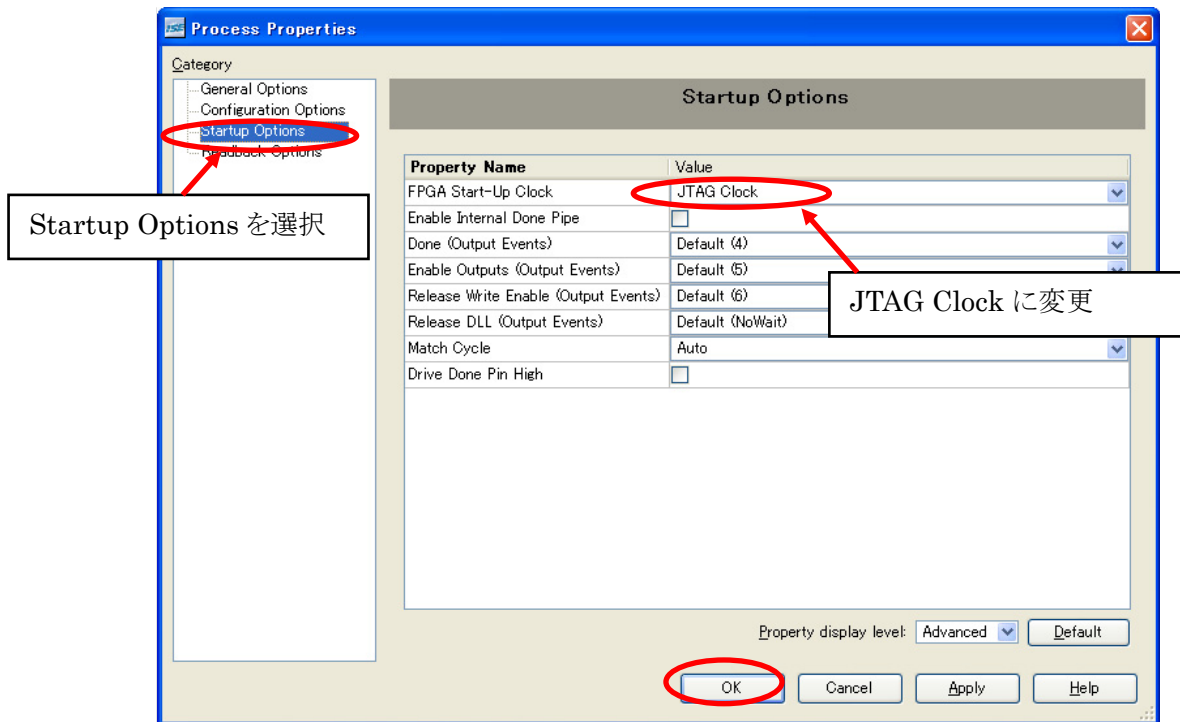 ISE Process Properties
Category
General Options
Configuration Options
Startup Options
Readback Options
Startup Options
Property Name Value
FPGA Start-Up Clock JTAG Clock
Enable Internal Done Pipe
Done (Output Events) Default (4)
Enable Outputs (Output Events) Default (5)
Release Write Enable (Output Events) Default (6)
Release DLL (Output Events) Default (NoWait)
Match Cycle Auto
Drive Done Pin High
Startup Options を選択
JTAG Clock に変更
Property display level: Advanced Default
OK Cancel Apply Help